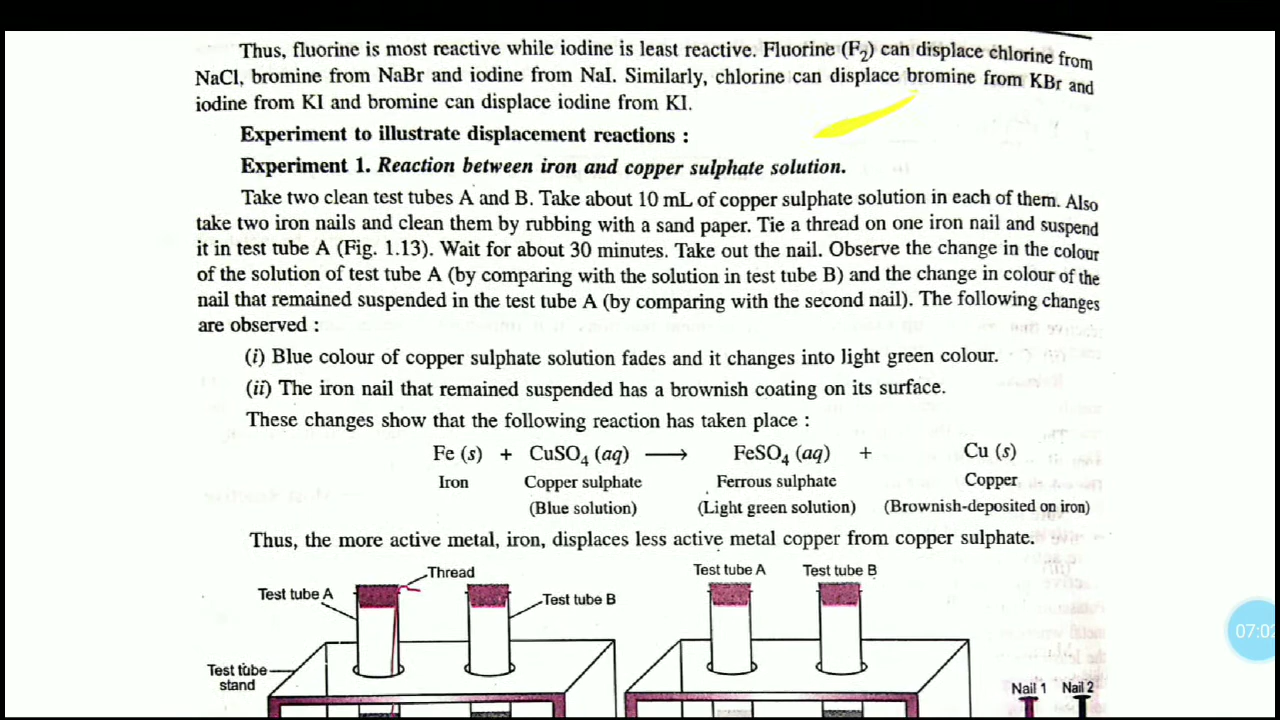 Thus, fluorine is most reactive while iodine is least reactive. Fluorine (F₂) can displace chlorine from
NaCl, bromine from NaBr and iodine from NaI. Similarly, chlorine can displace bromine from KBr and
iodine from KI and bromine can displace iodine from KI.
Experiment to illustrate displacement reactions :
Experiment 1. Reaction between iron and copper sulphate solution.
Take two clean test tubes A and B. Take about 10 mL of copper sulphate solution in each of them. Also
take two iron nails and clean them by rubbing with a sand paper. Tie a thread on one iron nail and suspend
it in test tube A (Fig. 1.13). Wait for about 30 minutes. Take out the nail. Observe the change in the colour
of the solution of test tube A (by comparing with the solution in test tube B) and the change in colour of the
nail that remained suspended in the test tube A (by comparing with the second nail). The following changes
are observed :
(i) Blue colour of copper sulphate solution fades and it changes into light green colour.
(ii) The iron nail that remained suspended has a brownish coating on its surface.
These changes show that the following reaction has taken place :
Fe (s) + CuSO₄ (aq) ⟶ FeSO₄ (aq) + Cu (s)
Iron Copper sulphate Ferrous sulphate Copper
(Blue solution) (Light green solution) (Brownish-deposited on iron)
Thus, the more active metal, iron, displaces less active metal copper from copper sulphate.
Thread
Test tube A
Test tube B
Test tube A Test tube B
Test tube
stand
Nail 1 Nail 2
07:02